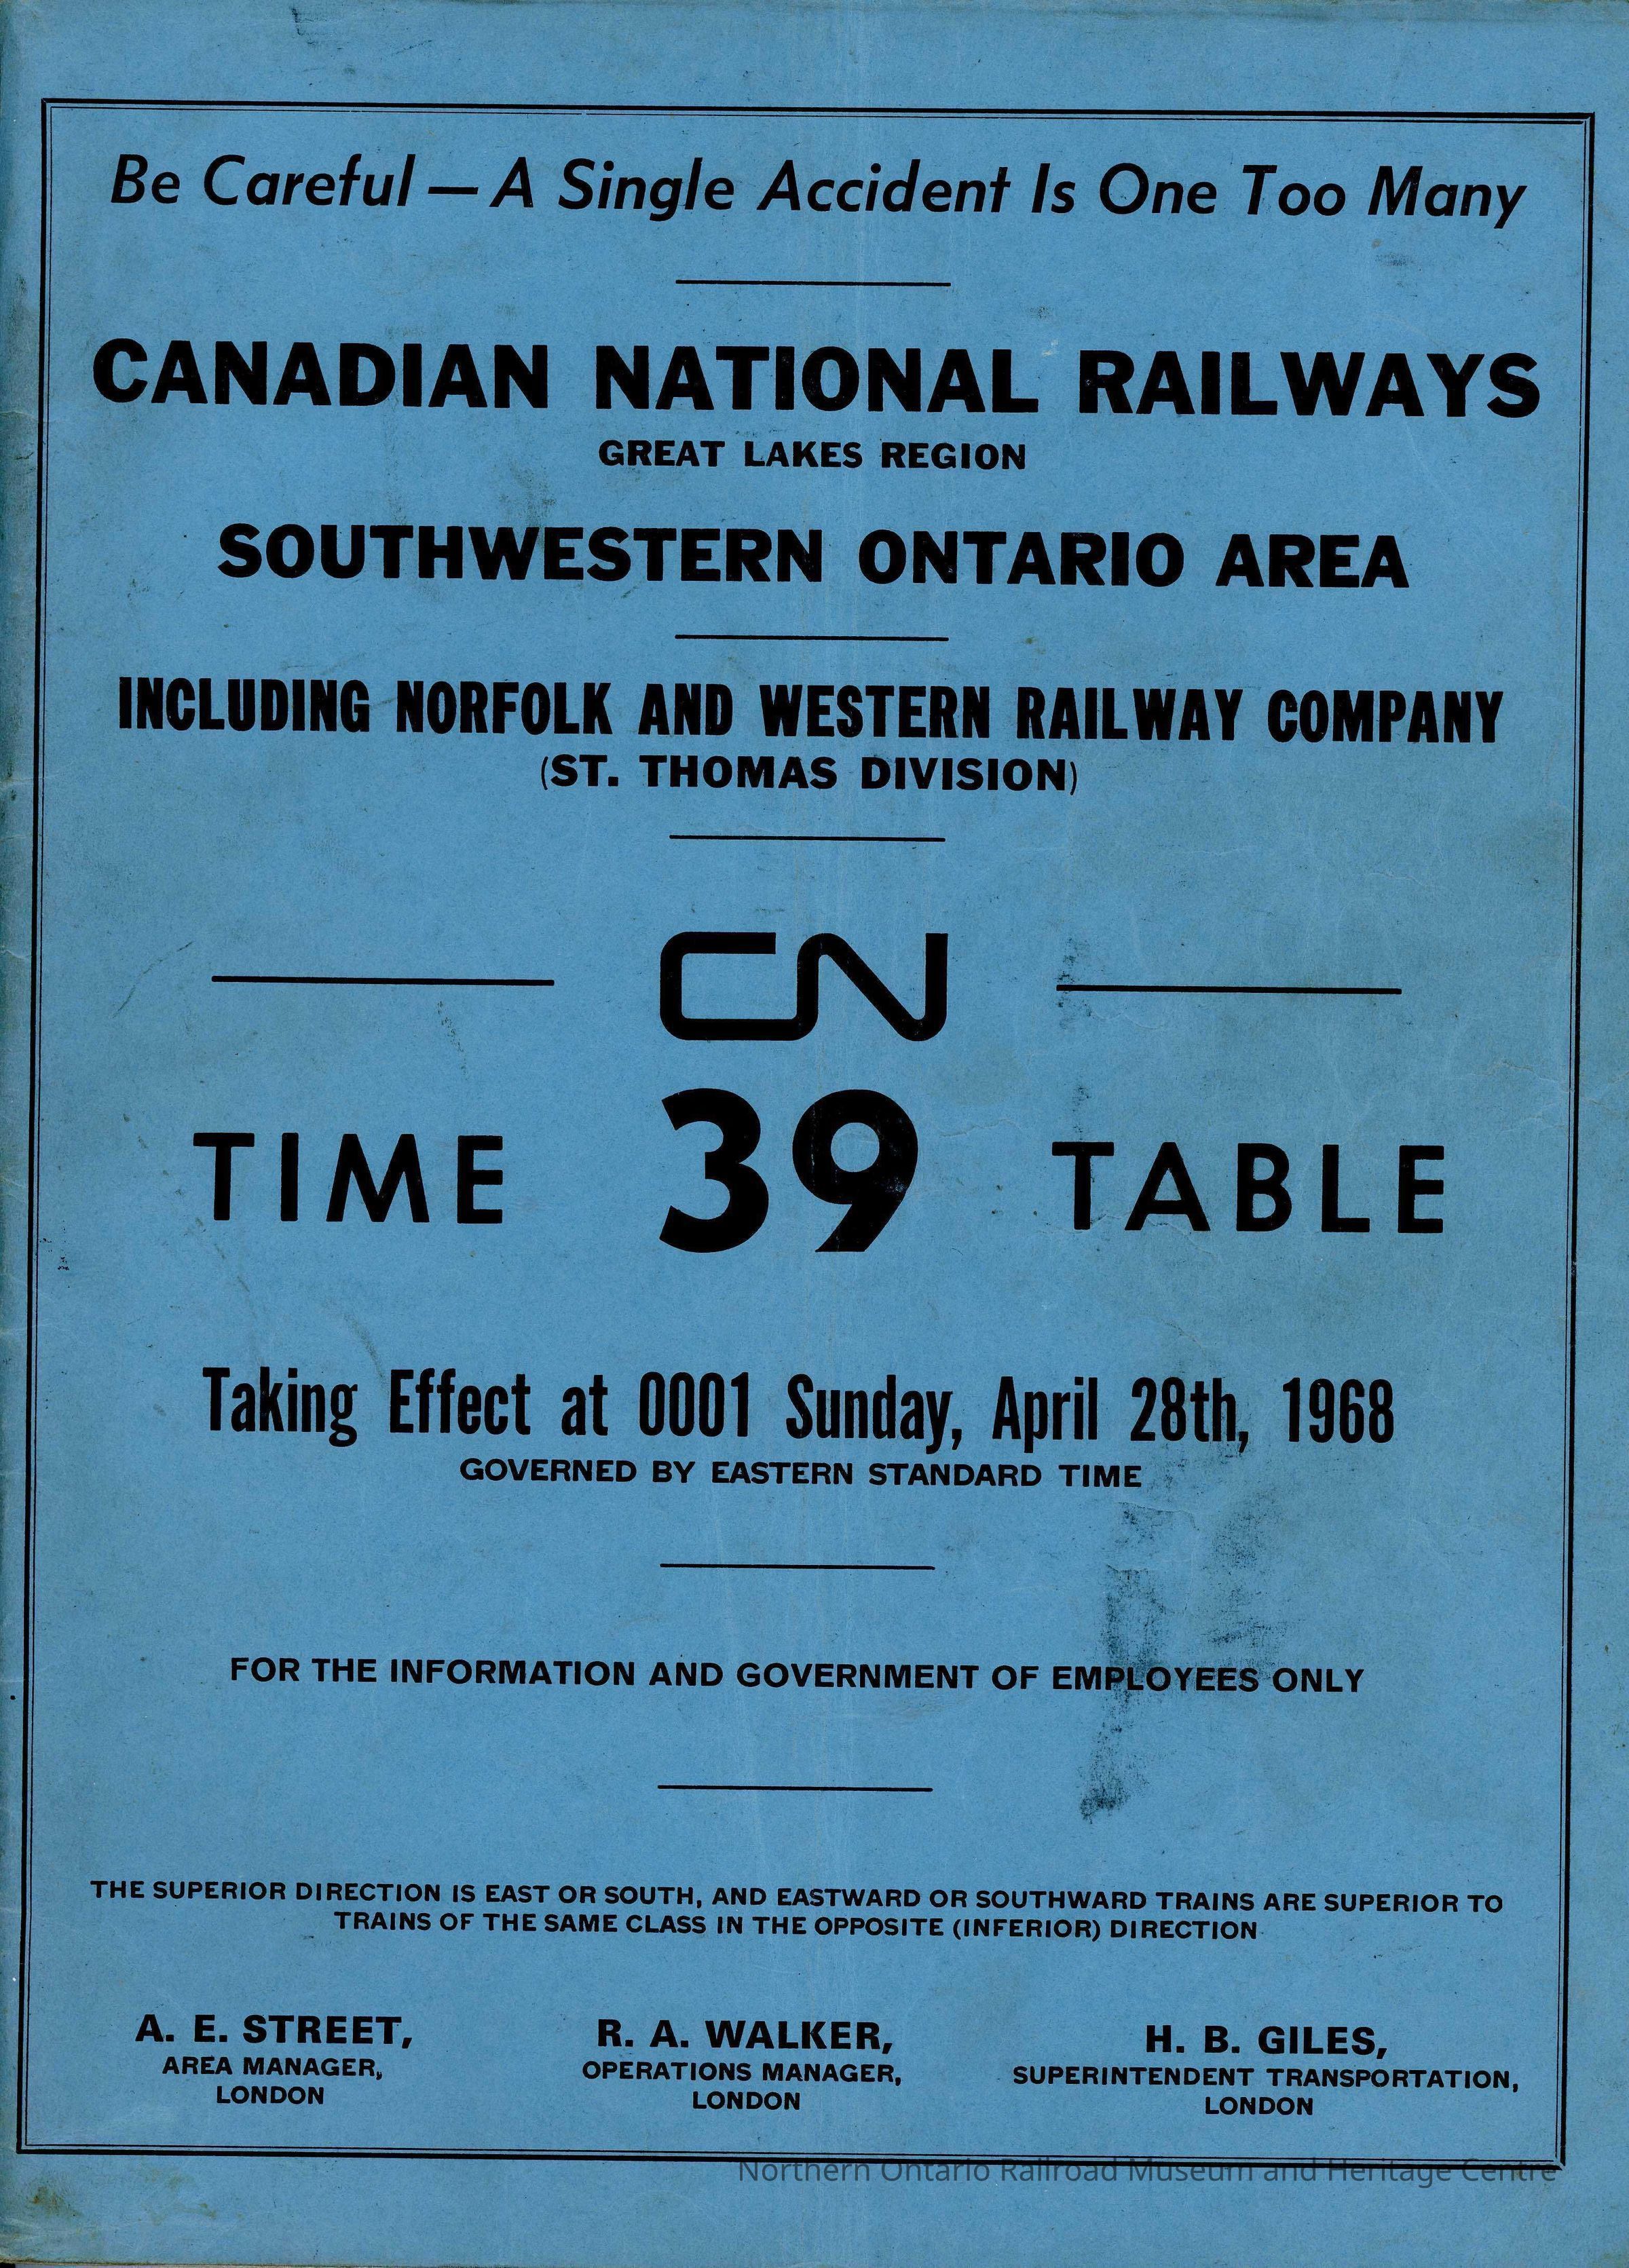 Be Careful — A Single Accident Is One Too Many
CANADIAN NATIONAL RAILWAYS
GREAT LAKES REGION
SOUTHWESTERN ONTARIO AREA
INCLUDING NORFOLK AND WESTERN RAILWAY COMPANY
(ST. THOMAS DIVISION)
CN
TIME 39 TABLE
Taking Effect at 0001 Sunday, April 28th, 1968
GOVERNED BY EASTERN STANDARD TIME
FOR THE INFORMATION AND GOVERNMENT OF EMPLOYEES ONLY
THE SUPERIOR DIRECTION IS EAST OR SOUTH, AND EASTWARD OR SOUTHWARD TRAINS ARE SUPERIOR TO
TRAINS OF THE SAME CLASS IN THE OPPOSITE (INFERIOR) DIRECTION
A. E. STREET,
AREA MANAGER,
LONDON
R. A. WALKER,
OPERATIONS MANAGER,
LONDON
H. B. GILES,
SUPERINTENDENT TRANSPORTATION,
LONDON
Northern Ontario Railroad Museum and Heritage Centre